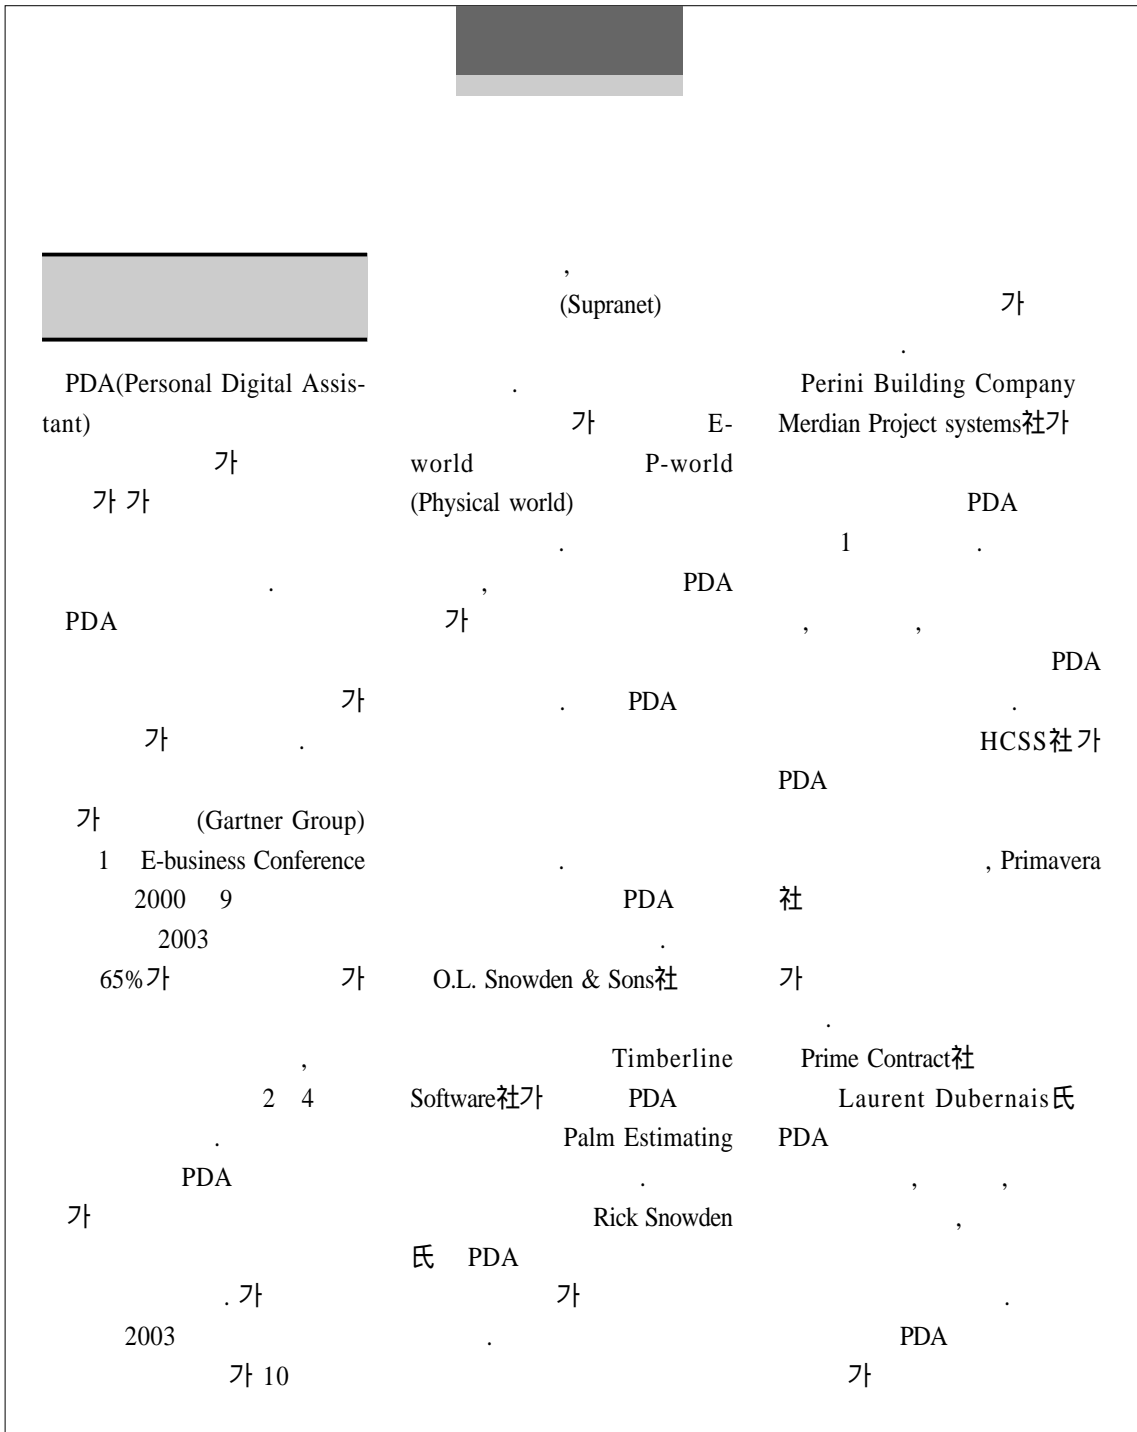 PDA(Personal Digital Assis-
tant)
가
가 가
.
PDA
가
가 .
가 (Gartner Group)
1 E-business Conference
2000 9
2003
65%가 가
,
2 4
.
PDA
가
. 가
2003
가 10
,
(Supranet)
.
가 E-
world P-world
(Physical world)
.
, PDA
가
. PDA
.
PDA
.
O.L. Snowden & Sons社
Timberline
Software社가 PDA
Palm Estimating
.
Rick Snowden
氏 PDA
가
.
가
.
Perini Building Company
Merdian Project systems社가
PDA
1 .
, ,
PDA
.
HCSS社가
PDA
, Primavera
社
가
.
Prime Contract社
Laurent Dubernais氏
PDA
, ,
,
.
PDA
가